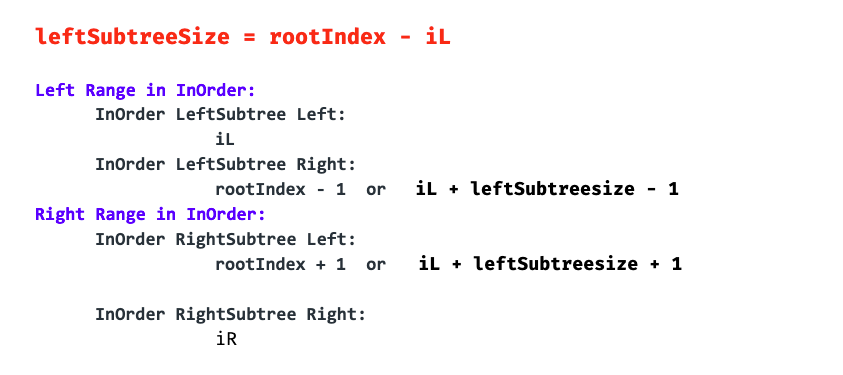 leftSubtreeSize = rootIndex - iL
Left Range in InOrder:
InOrder LeftSubtree Left:
iL
InOrder LeftSubtree Right:
rootIndex - 1 or iL + leftSubtreesize - 1
Right Range in InOrder:
InOrder RightSubtree Left:
rootIndex + 1 or iL + leftSubtreesize + 1
InOrder RightSubtree Right:
iR